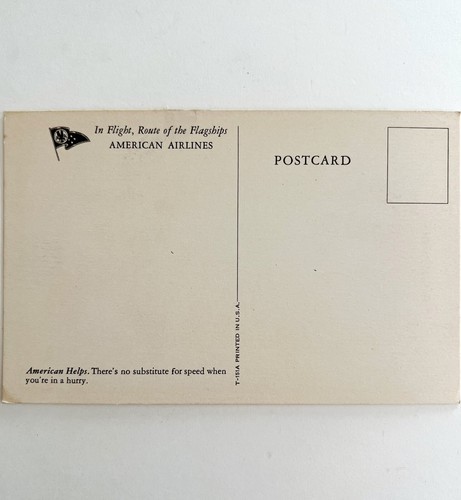 In Flight, Route of the Flagships
AMERICAN AIRLINES
POSTCARD
T-151A PRINTED IN U.S.A.
American Helps. There's no substitute for speed when
you're in a hurry.